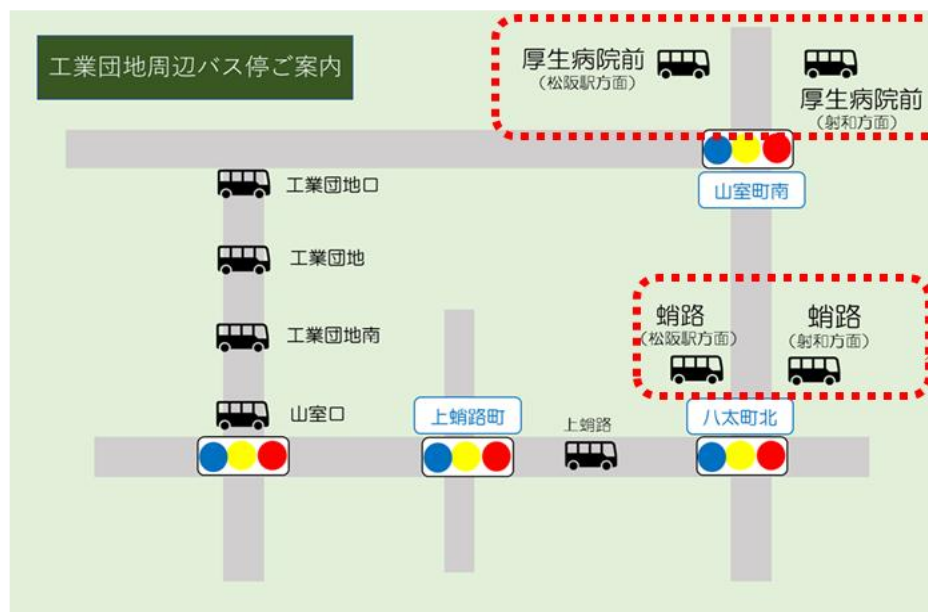 工業団地周辺バス停ご案内
厚生病院前
(松阪駅方面)
厚生病院前
(射和方面)
山室町南
工業団地口
工業団地
工業団地南
山室口
蛸路
(松阪駅方面)
蛸路
(射和方面)
上蛸路町
上蛸路
八太町北